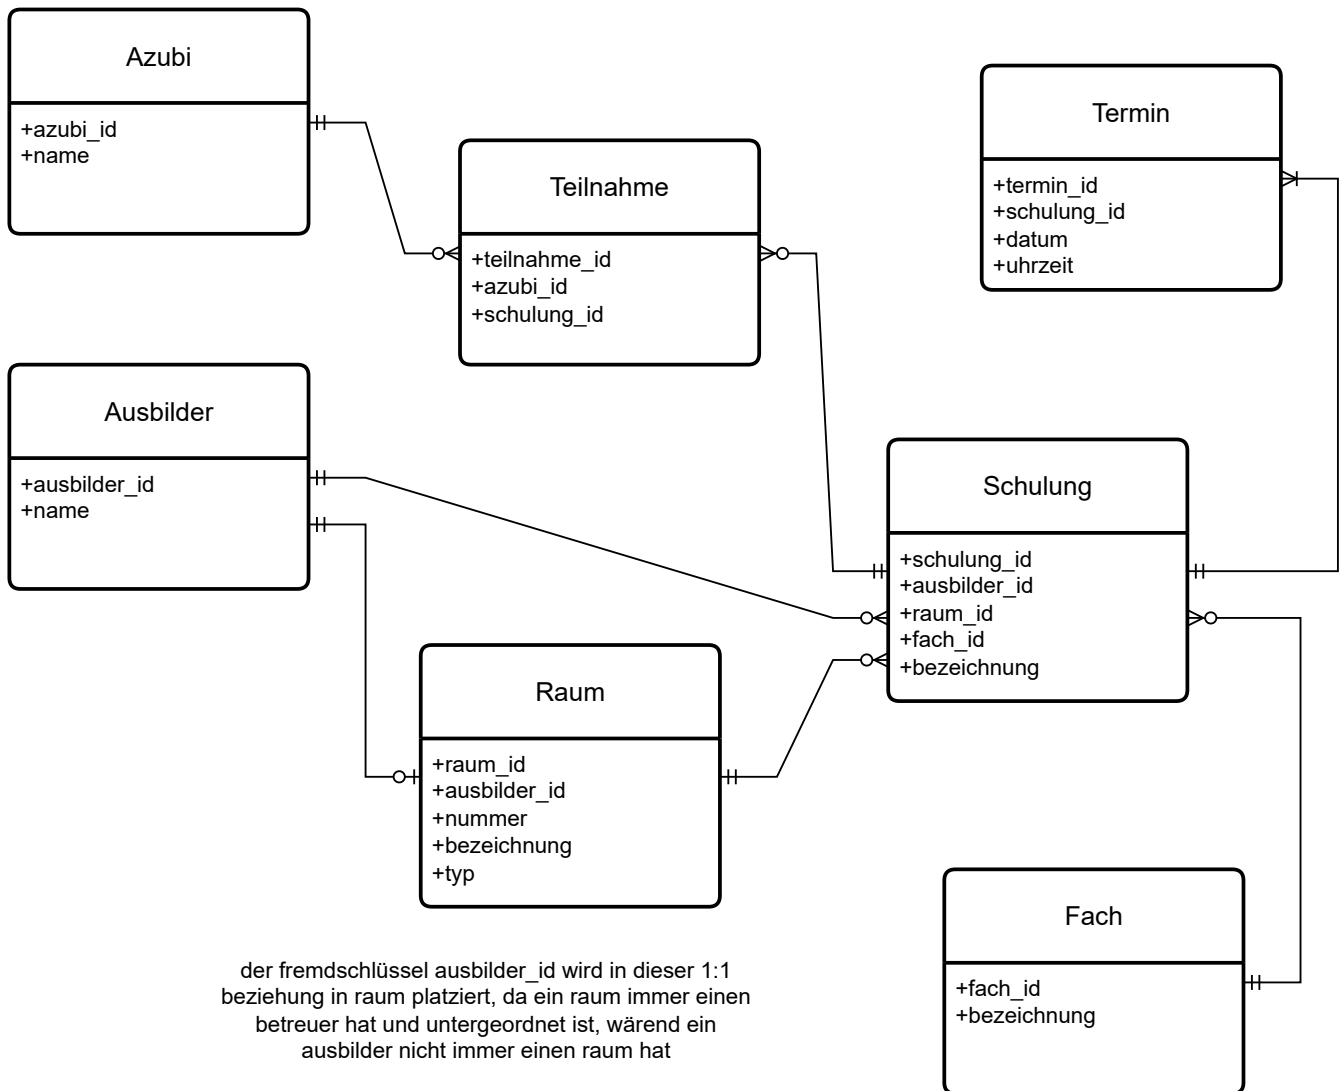 Azubi
+azubi_id
+name
Teilnahme
+teilnahme_id
+azubi_id
+schulung_id
Termin
+termin_id
+schulung_id
+datum
+uhrzeit
Ausbilder
+ausbilder_id
+name
Schulung
+schulung_id
+ausbilder_id
+raum_id
+fach_id
+bezeichnung
Raum
+raum_id
+ausbilder_id
+nummer
+bezeichnung
+typ
Fach
+fach_id
+bezeichnung
der fremdschlüssel ausbilder_id wird in dieser 1:1
beziehung in raum platziert, da ein raum immer einen
betreuer hat und untergeordnet ist, wärend ein
ausbilder nicht immer einen raum hat